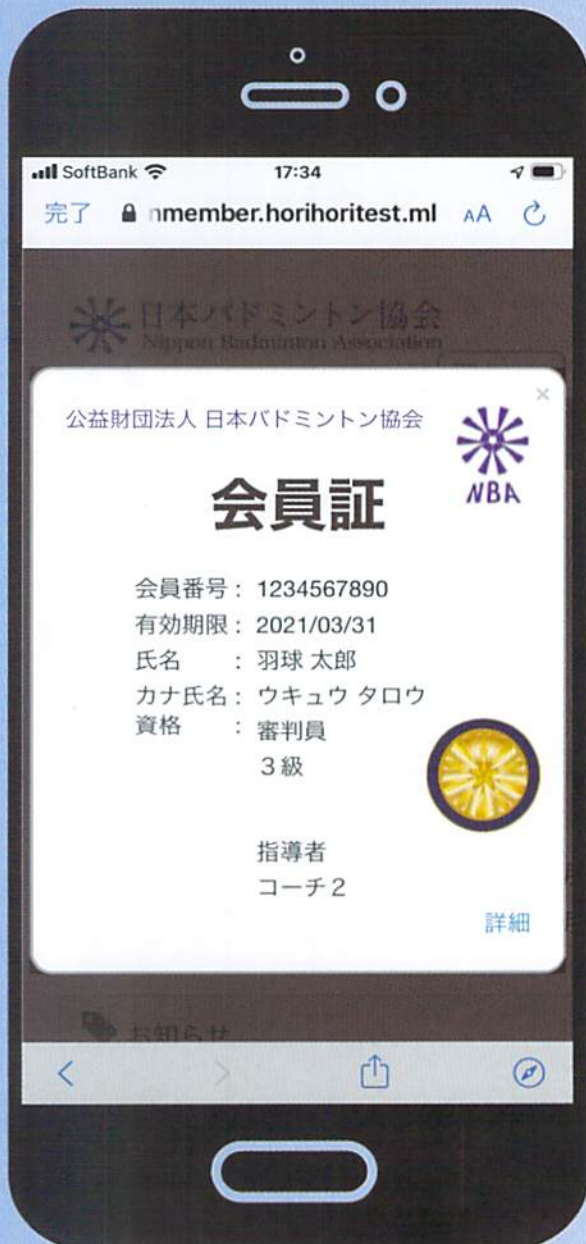 SoftBank 17:34
完了 nmember.horihoritest.ml AA
日本バドミントン協会
Nippon Badminton Association
公益財団法人 日本バドミントン協会
NBA
会員証
会員番号： 1234567890
有効期限： 2021/03/31
氏名 ： 羽球 太郎
カナ氏名： ウキュウ タロウ
資格 ： 審判員
３級
指導者
コーチ２
詳細
お知らせ